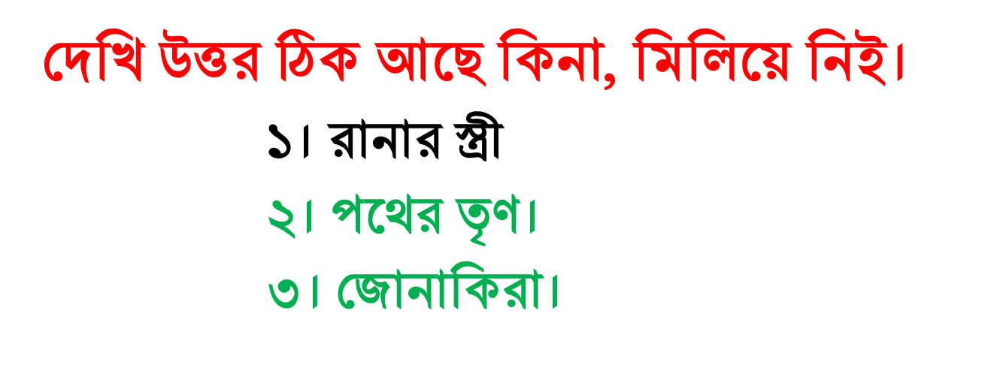 দেখি উত্তর ঠিক আছে কিনা, মিলিয়ে নিই।
১। রানার স্ত্রী
২। পথের তৃণ।
৩। জোনাকিরা।